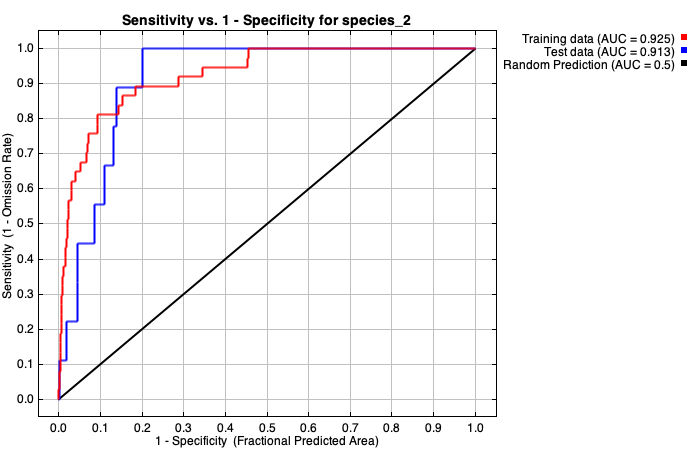 Sensitivity vs. 1 - Specificity for species_2
Training data (AUC = 0.925)
Test data (AUC = 0.913)
Random Prediction (AUC = 0.5)
Sensitivity (1 - Omission Rate)
1.0
0.9
0.8
0.7
0.6
0.5
0.4
0.3
0.2
0.1
0.0
0.0 0.1 0.2 0.3 0.4 0.5 0.6 0.7 0.8 0.9 1.0
1 - Specificity (Fractional Predicted Area)